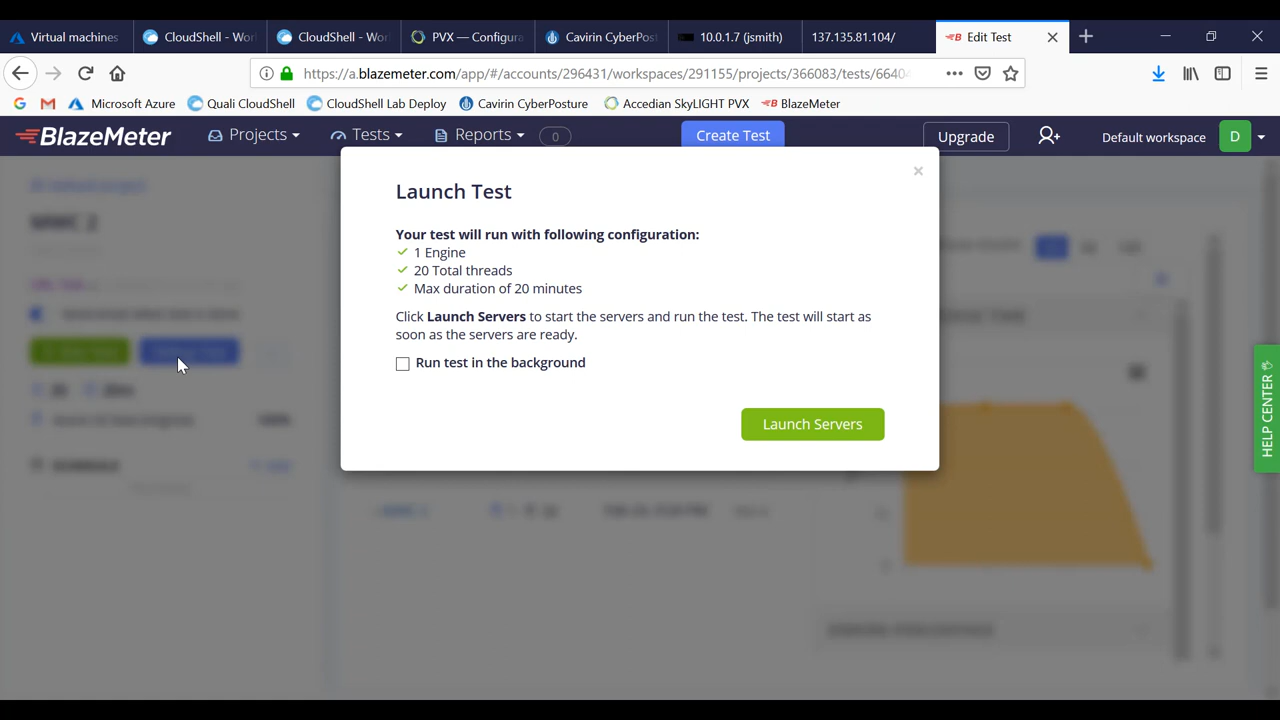 Virtual machines
CloudShell - Wor
CloudShell - Wor
PVX — Configura
Cavirin CyberPost
10.0.1.7 (jsmith)
137.135.81.104/
Edit Test
https://a.blazemeter.com/app/#/accounts/296431/workspaces/291155/projects/366083/tests/6640
Microsoft Azure
Quali CloudShell
CloudShell Lab Deploy
Cavirin CyberPosture
Accedian SkyLIGHT PVX
BlazeMeter
BlazeMeter
Projects
Tests
Reports
0
Create Test
Upgrade
Default workspace
D
Launch Test
Your test will run with following configuration:
1 Engine
20 Total threads
Max duration of 20 minutes
Click Launch Servers to start the servers and run the test. The test will start as
soon as the servers are ready.
Run test in the background
Launch Servers
HELP CENTER